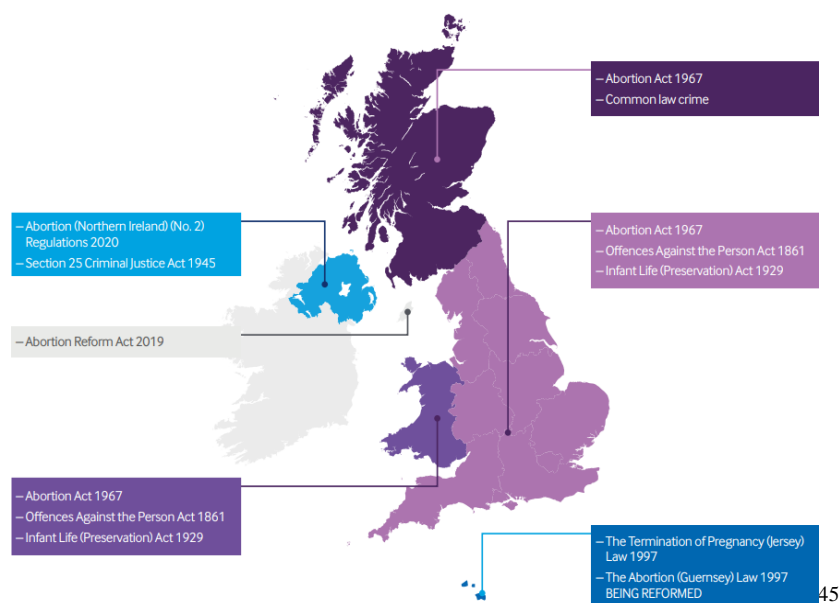 – Abortion Act 1967
– Common law crime
– Abortion (Northern Ireland) (No. 2)
Regulations 2020
– Section 25 Criminal Justice Act 1945
– Abortion Act 1967
– Offences Against the Person Act 1861
– Infant Life (Preservation) Act 1929
– Abortion Reform Act 2019
– Abortion Act 1967
– Offences Against the Person Act 1861
– Infant Life (Preservation) Act 1929
– The Termination of Pregnancy (Jersey)
Law 1997
– The Abortion (Guernsey) Law 1997
BEING REFORMED
45